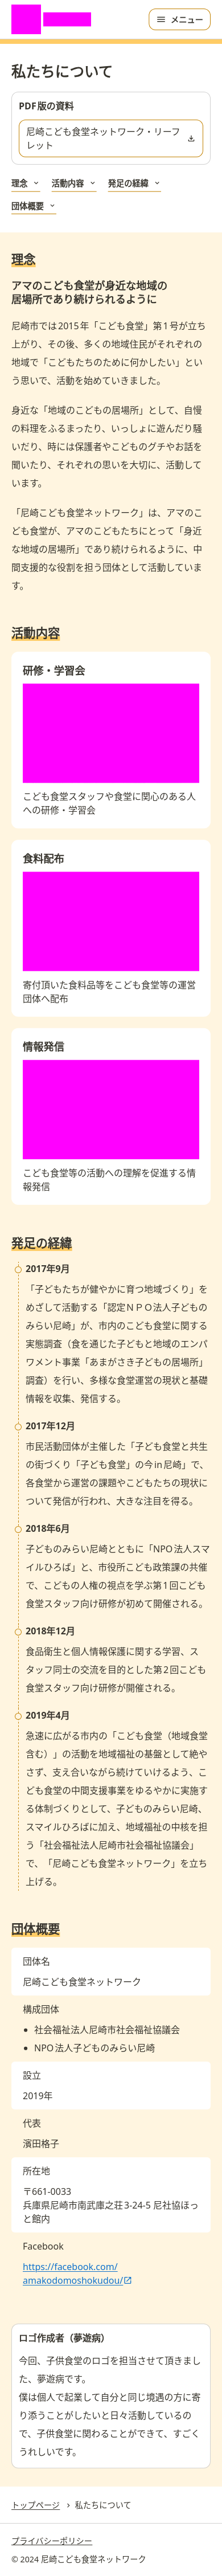 メニュー
私たちについて
PDF版の資料
尼崎こども食堂ネットワーク・リーフ
レット
理念
活動内容
発足の経緯
団体概要
理念
アマのこども食堂が身近な地域の
居場所であり続けられるように
尼崎市では2015年「こども食堂」第1号が立ち
上がり、その後、多くの地域住民がそれぞれの
地域で「こどもたちのために何かしたい」とい
う思いで、活動を始めていきました。
身近な「地域のこどもの居場所」として、自慢
の料理をふるまったり、いっしょに遊んだり騒
いだり、時には保護者やこどものグチやお話を
聞いたり、それぞれの思いを大切に、活動して
います。
「尼崎こども食堂ネットワーク」は、アマのこ
ども食堂が、アマのこどもたちにとって「身近
な地域の居場所」であり続けられるように、中
間支援的な役割を担う団体として活動していま
す。
活動内容
研修・学習会
こども食堂スタッフや食堂に関心のある人
への研修・学習会
食料配布
寄付頂いた食料品等をこども食堂等の運営
団体へ配布
情報発信
こども食堂等の活動への理解を促進する情
報発信
発足の経緯
2017年9月
「子どもたちが健やかに育つ地域づくり」を
めざして活動する「認定ＮＰＯ法人子どもの
みらい尼崎」が、市内のこども食堂に関する
実態調査（食を通じた子どもと地域のエンパ
ワメント事業「あまがさき子どもの居場所」
調査）を行い、多様な食堂運営の現状と基礎
情報を収集、発信する。
2017年12月
市民活動団体が主催した「子ども食堂と共生
の街づくり「子ども食堂」の今in尼崎」で、
各食堂から運営の課題やこどもたちの現状に
ついて発信が行われ、大きな注目を得る。
2018年6月
子どものみらい尼崎とともに「NPO法人スマ
イルひろば」と、市役所こども政策課の共催
で、こどもの人権の視点を学ぶ第1回こども
食堂スタッフ向け研修が初めて開催される。
2018年12月
食品衛生と個人情報保護に関する学習、ス
タッフ同士の交流を目的とした第2回こども
食堂スタッフ向け研修が開催される。
2019年4月
急速に広がる市内の「こども食堂（地域食堂
含む）」の活動を地域福祉の基盤として絶や
さず、支え合いながら続けていけるよう、こ
ども食堂の中間支援事業をゆるやかに実施す
る体制づくりとして、子どものみらい尼崎、
スマイルひろばに加え、地域福祉の中核を担
う「社会福祉法人尼崎市社会福祉協議会」
で、「尼崎こども食堂ネットワーク」を立ち
上げる。
団体概要
団体名
尼崎こども食堂ネットワーク
構成団体
社会福祉法人尼崎市社会福祉協議会
NPO法人子どものみらい尼崎
設立
2019年
代表
濱田格子
所在地
〒661-0033
兵庫県尼崎市南武庫之荘3-24-5 尼社協ほっ
と館内
Facebook
https://facebook.com/
amakodomoshokudou/
ロゴ作成者（夢遊病）
今回、子供食堂のロゴを担当させて頂きまし
た、夢遊病です。
僕は個人で起業して自分と同じ境遇の方に寄
り添うことがしたいと日々活動しているの
で、子供食堂に関わることができて、すごく
うれしいです。
トップページ
私たちについて
プライバシーポリシー
© 2024 尼崎こども食堂ネットワーク